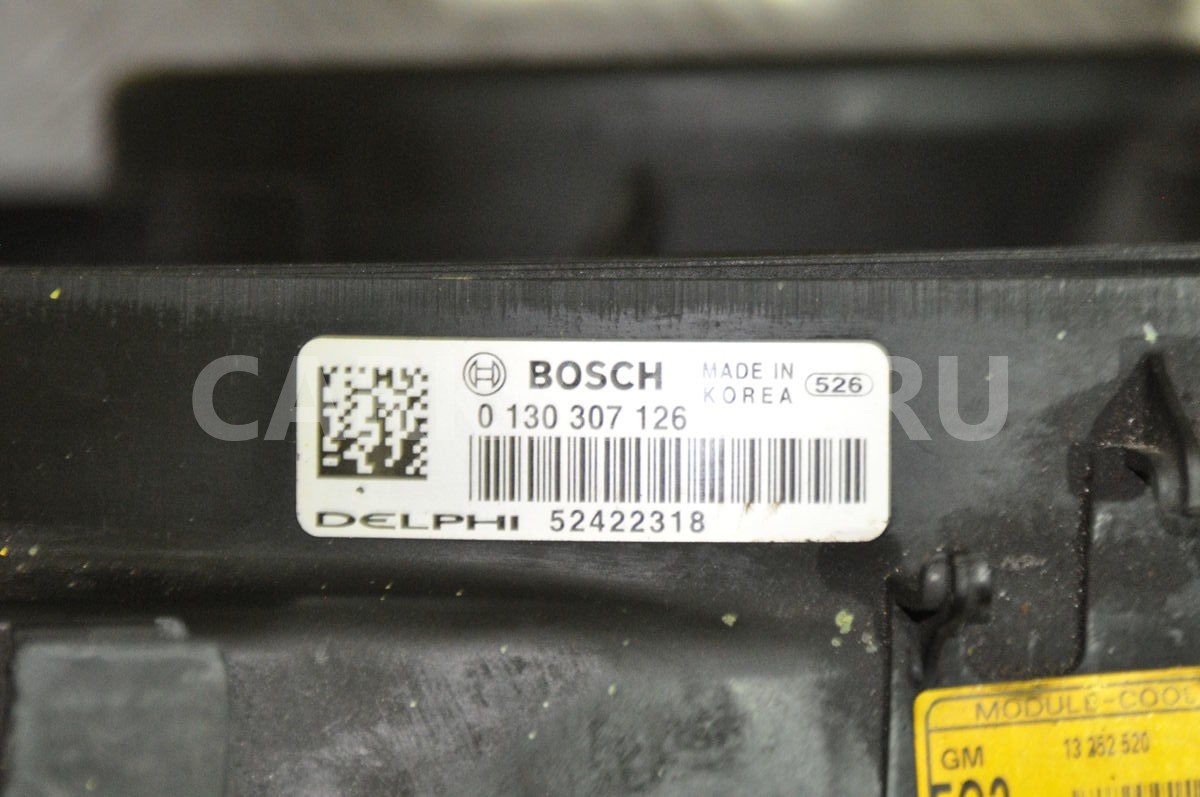 BOSCH
MADE IN
KOREA
526
0 130 307 126
DELPHI 52422318
MODULE-COOL
GM 13 262 520